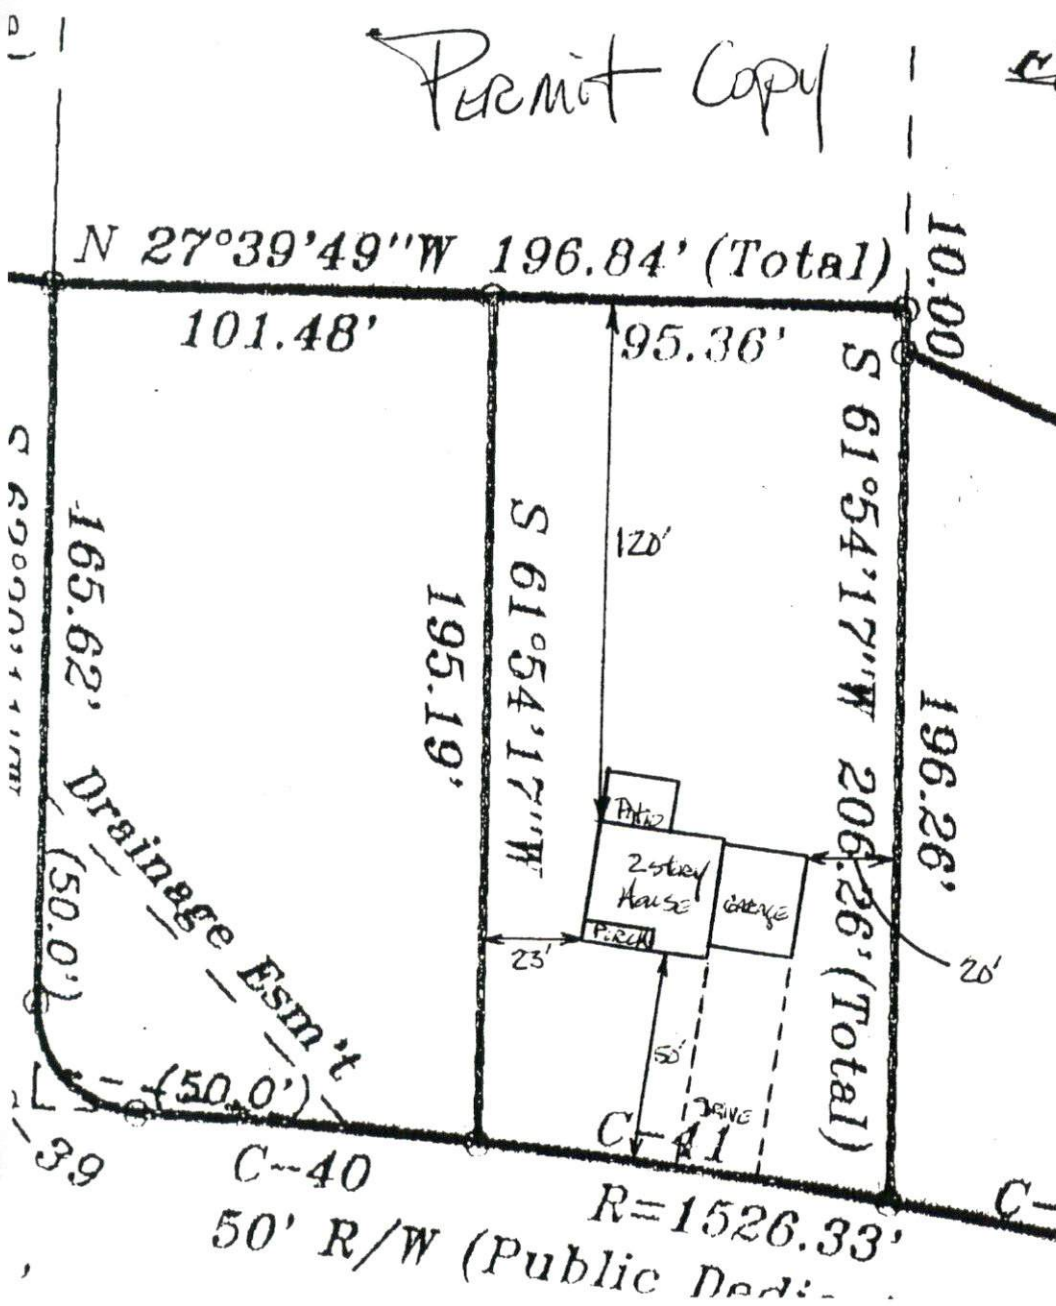 PERMIT COPY
N 27°39'49"W 196.84' (Total)
101.48'
95.36'
10.00
S 61°54'17"W 206.26' (Total)
196.26'
120'
S 61°54'17"W
195.19'
165.62'
Drainage Esm't
(50.0')
(50.0')
PATIO
2 STORY
HOUSE
GARAGE
PORCH
23'
20'
50'
DRIVE
C-41
C-40
39
R=1526.33'
C-
50' R/W (Public